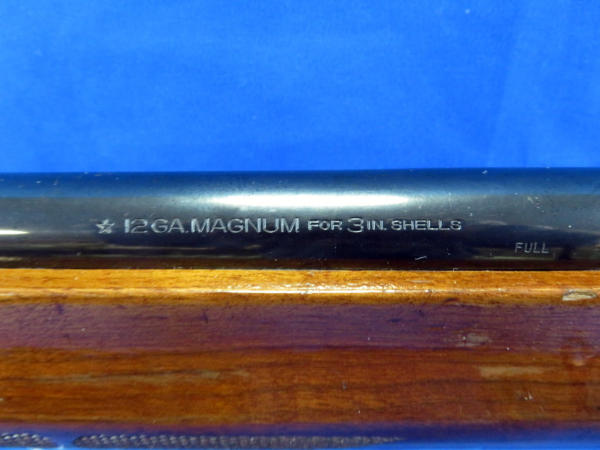 ☆ 12 GA. MAGNUM FOR 3 IN. SHELLS
FULL